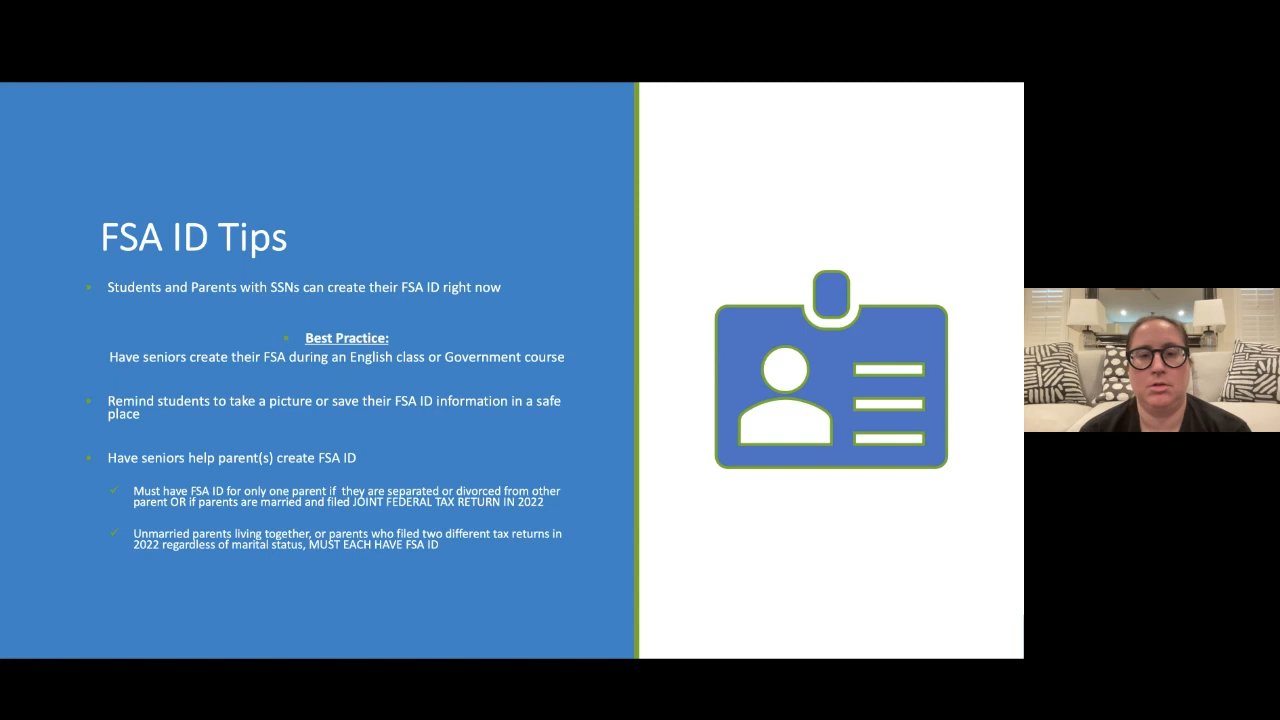 FSA ID Tips
Students and Parents with SSNs can create their FSA ID right now
Best Practice:
Have seniors create their FSA during an English class or Government course
Remind students to take a picture or save their FSA ID information in a safe
place
Have seniors help parent(s) create FSA ID
Must have FSA ID for only one parent if they are separated or divorced from other
parent OR if parents are married and filed JOINT FEDERAL TAX RETURN IN 2022
Unmarried parents living together, or parents who filed two different tax returns in
2022 regardless of marital status, MUST EACH HAVE FSA ID